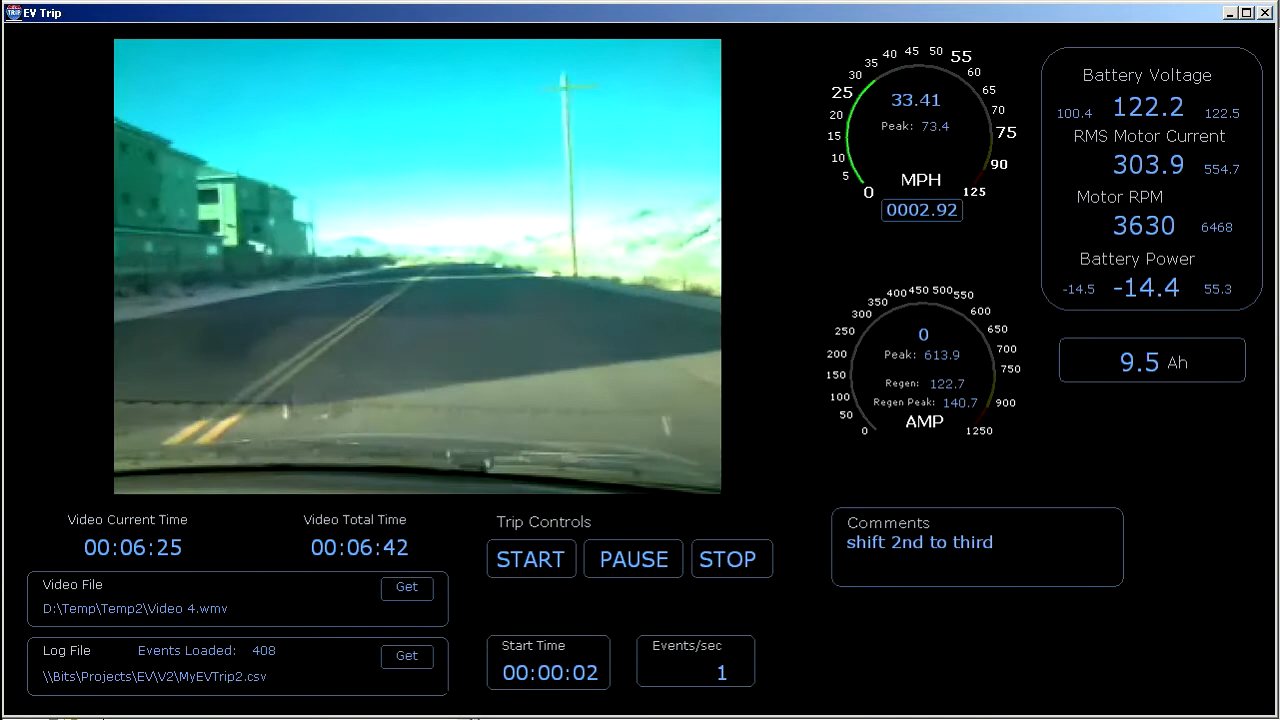 EV Trip
0
5
10
15
20
25
30
35
40
45
50
55
60
65
70
75
90
125
33.41
Peak: 73.4
MPH
0002.92
Battery Voltage
100.4 122.2 122.5
RMS Motor Current
303.9 554.7
Motor RPM
3630 6468
Battery Power
-14.5 -14.4 55.3
0
50
100
150
200
250
300
350
400
450
500
550
600
650
700
750
900
1250
0
Peak: 613.9
Regen: 122.7
Regen Peak: 140.7
AMP
9.5 Ah
Video Current Time
00:06:25
Video Total Time
00:06:42
Trip Controls
START PAUSE STOP
Comments
shift 2nd to third
Video File
Get
D:\Temp\Temp2\Video 4.wmv
Log File Events Loaded: 408
Get
\\Bits\Projects\EV\V2\MyEVTrip2.csv
Start Time
00:00:02
Events/sec
1